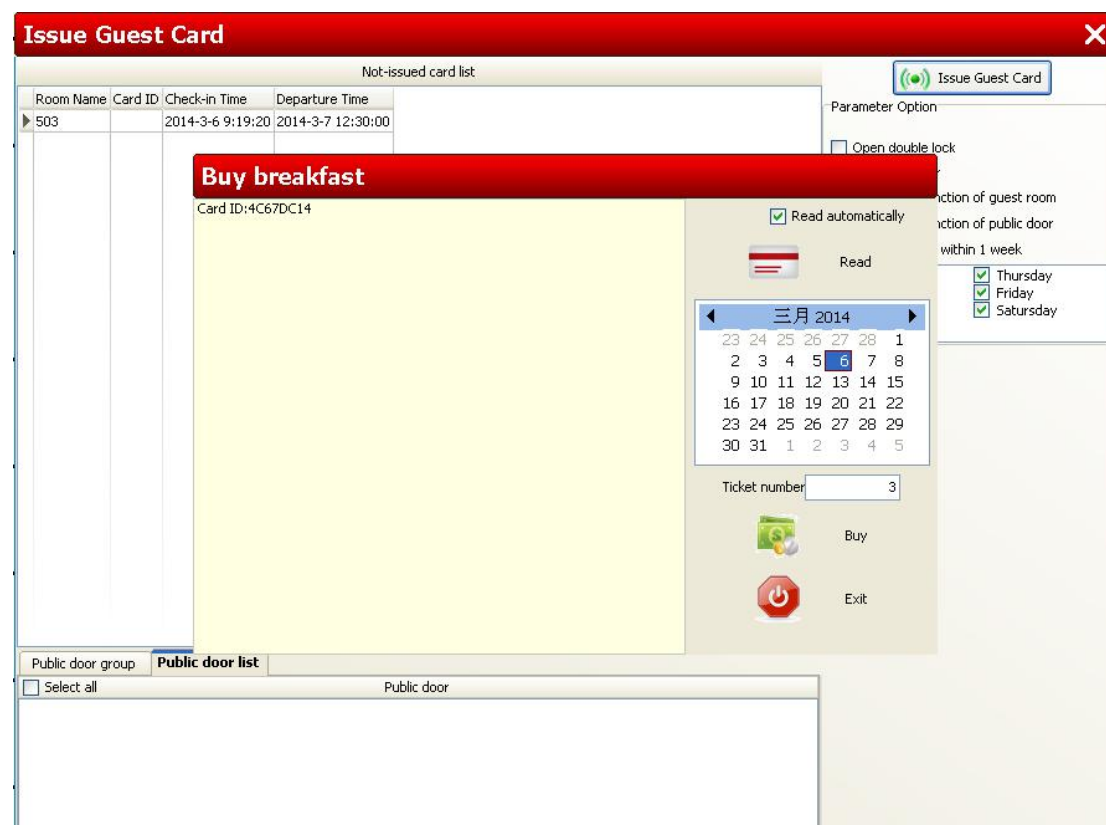 Issue Guest Card
Not-issued card list
Issue Guest Card
Room Name Card ID Check-in Time Departure Time
Parameter Option
503 2014-3-6 9:19:20 2014-3-7 12:30:00
Open double lock
Buy breakfast
Card ID:4C67DC14
Read automatically
nction of guest room
nction of public door
within 1 week
Read
Thursday
Friday
Satursday
三月 2014
23 24 25 26 27 28 1
2 3 4 5 6 7 8
9 10 11 12 13 14 15
16 17 18 19 20 21 22
23 24 25 26 27 28 29
30 31 1 2 3 4 5
Ticket number 3
Buy
Exit
Public door group Public door list
Select all Public door